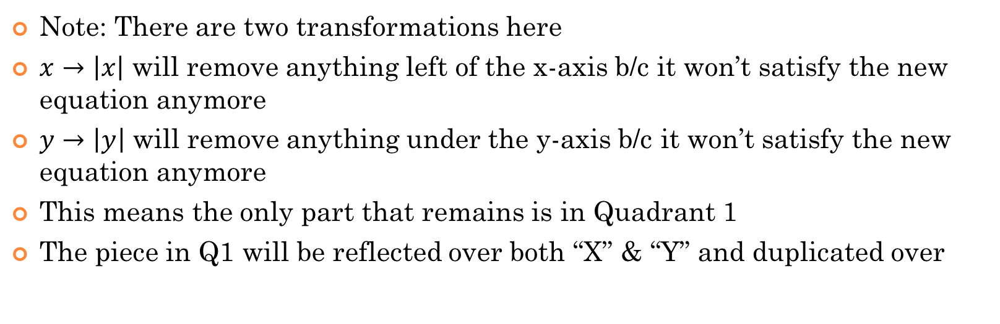 Note: There are two transformations here
x → |x| will remove anything left of the x-axis b/c it won’t satisfy the new
equation anymore
y → |y| will remove anything under the y-axis b/c it won’t satisfy the new
equation anymore
This means the only part that remains is in Quadrant 1
The piece in Q1 will be reflected over both “X” & “Y” and duplicated over